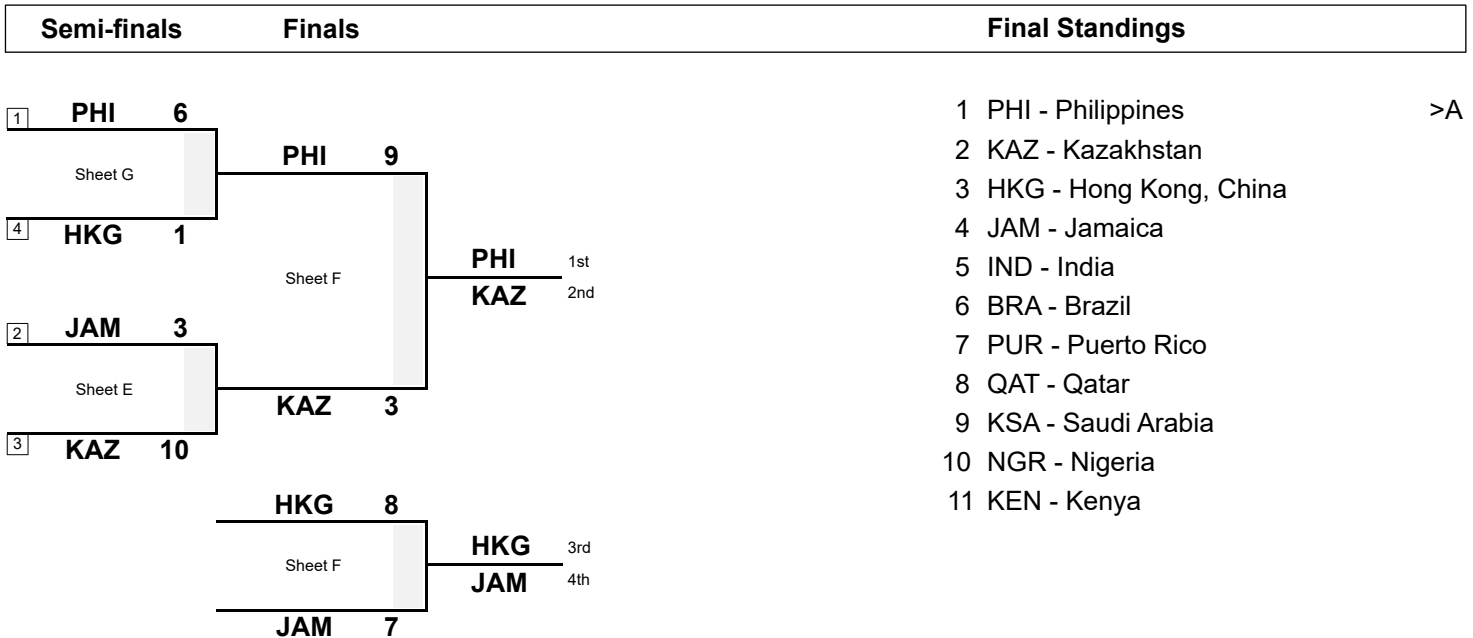 Semi-finals Finals Final Standings
1 PHI 6
Sheet G
4 HKG 1
PHI 9
Sheet F
KAZ 3
PHI 1st
KAZ 2nd
2 JAM 3
Sheet E
3 KAZ 10
HKG 8
Sheet F
JAM 7
HKG 3rd
JAM 4th
1 PHI - Philippines >A
2 KAZ - Kazakhstan
3 HKG - Hong Kong, China
4 JAM - Jamaica
5 IND - India
6 BRA - Brazil
7 PUR - Puerto Rico
8 QAT - Qatar
9 KSA - Saudi Arabia
10 NGR - Nigeria
11 KEN - Kenya